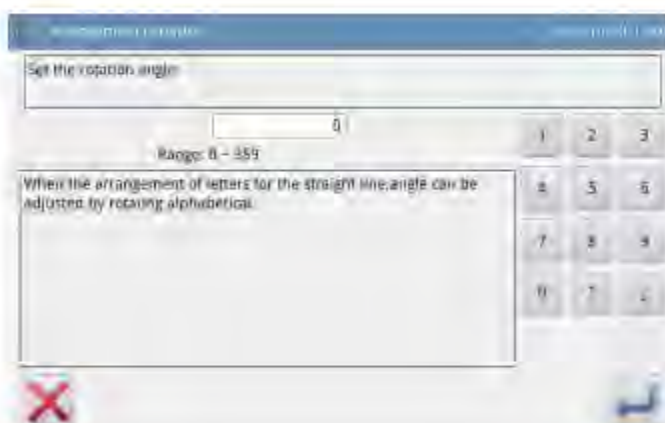 Set the rotation angle:
0
Range: 0 - 359
When the arrangement of letters for the straight line,angle can be
adjusted by rotating alphabetical.
1 2 3
4 5 6
7 8 9
0